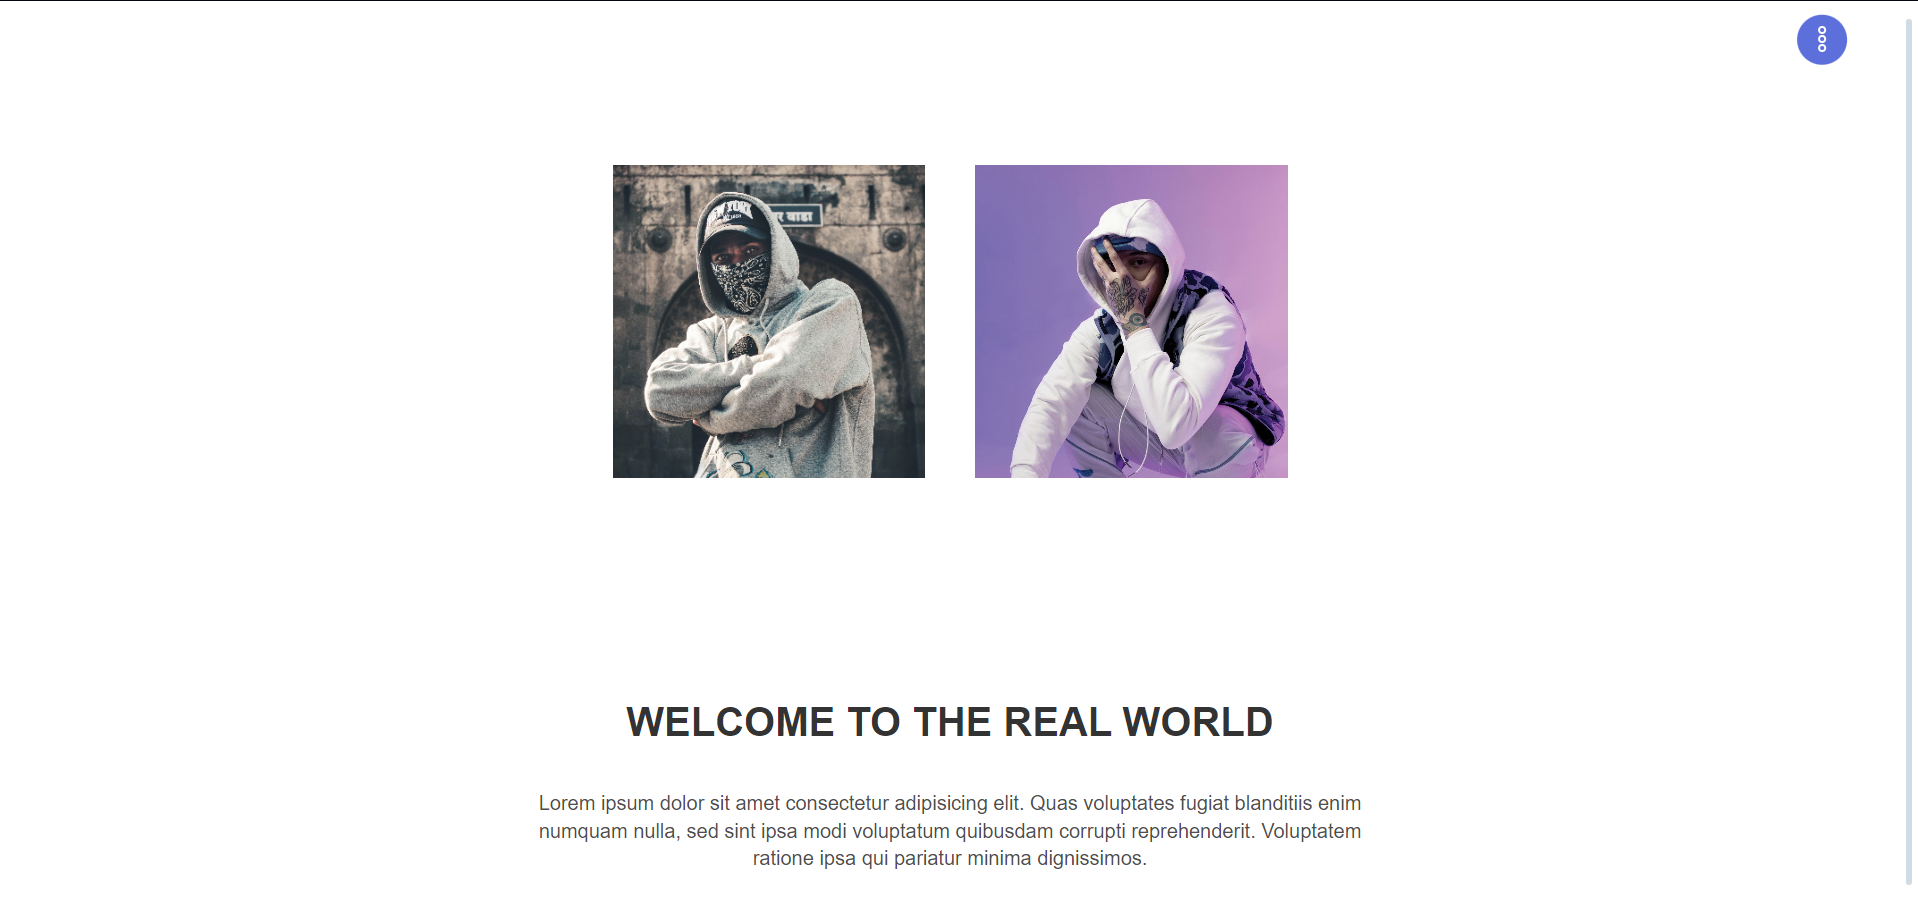 NEW YORK
र वाडा
WELCOME TO THE REAL WORLD
Lorem ipsum dolor sit amet consectetur adipisicing elit. Quas voluptates fugiat blanditiis enim
numquam nulla, sed sint ipsa modi voluptatum quibusdam corrupti reprehenderit. Voluptatem
ratione ipsa qui pariatur minima dignissimos.